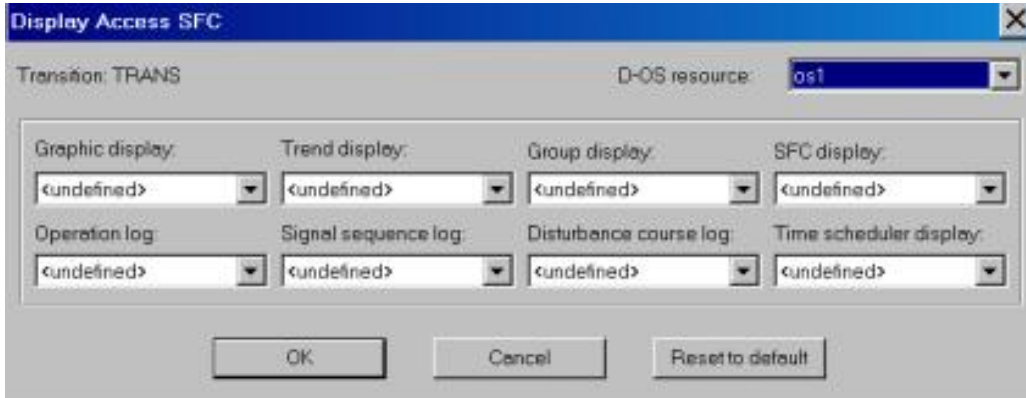 Display Access SFC
Transition: TRANS D-OS resource: os1
Graphic display: Trend display: Group display: SFC display:
<undefined> <undefined> <undefined> <undefined>
Operation log: Signal sequence log: Disturbance course log: Time scheduler display:
<undefined> <undefined> <undefined> <undefined>
OK Cancel Reset to default